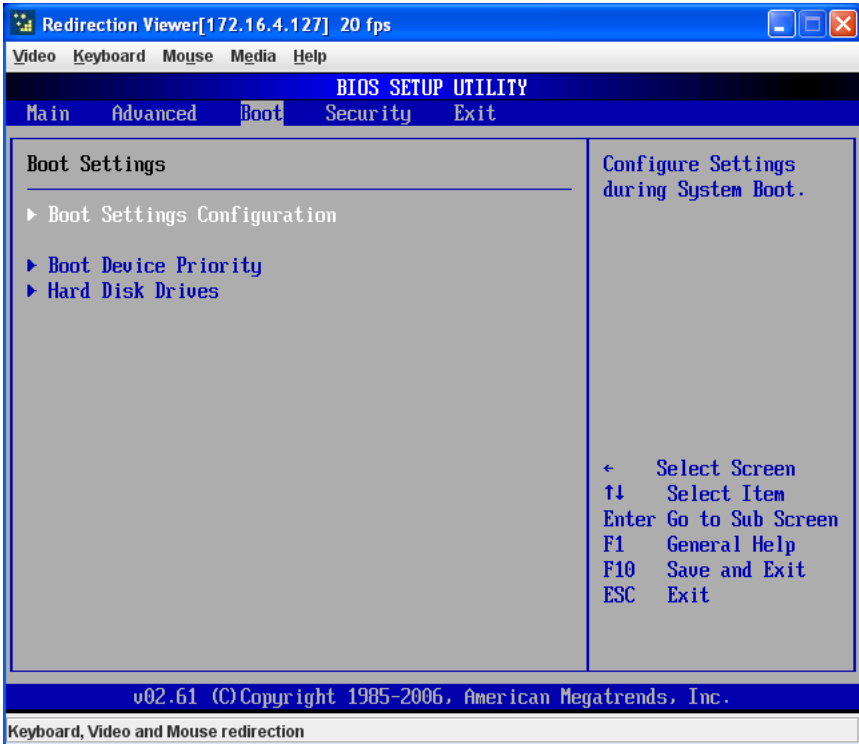 Redirection Viewer[172.16.4.127] 20 fps
Video Keyboard Mouse Media Help
BIOS SETUP UTILITY
Main Advanced Boot Security Exit
Boot Settings
Boot Settings Configuration
Boot Device Priority
Hard Disk Drives
Configure Settings
during System Boot.
← Select Screen
↑↓ Select Item
Enter Go to Sub Screen
F1 General Help
F10 Save and Exit
ESC Exit
v02.61 (C)Copyright 1985-2006, American Megatrends, Inc.
Keyboard, Video and Mouse redirection